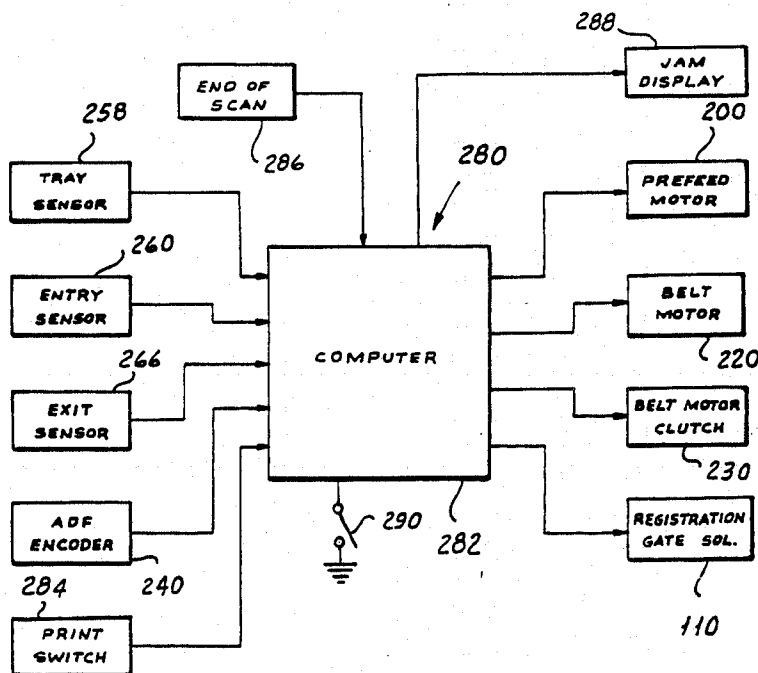 288
JAM
DISPLAY
END OF
SCAN
286
258
TRAY
SENSOR
280
200
PREFEED
MOTOR
260
ENTRY
SENSOR
BELT
MOTOR
220
COMPUTER
266
EXIT
SENSOR
BELT MOTOR
CLUTCH
230
290
282
ADF
ENCODER
240
REGISTRATION
GATE SOL.
110
284
PRINT
SWITCH